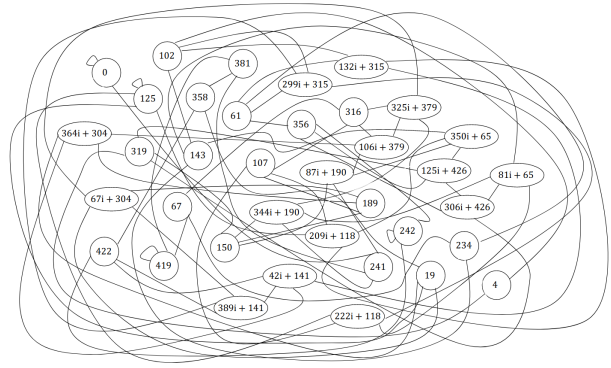 0
102
381
132i + 315
299i + 315
125
358
61
316
325i + 379
356
364i + 304
350i + 65
319
143
106i + 379
107
87i + 190
125i + 426
81i + 65
67i + 304
67
344i + 190
189
306i + 426
242
209i + 118
234
422
150
419
241
42i + 141
19
4
389i + 141
222i + 118